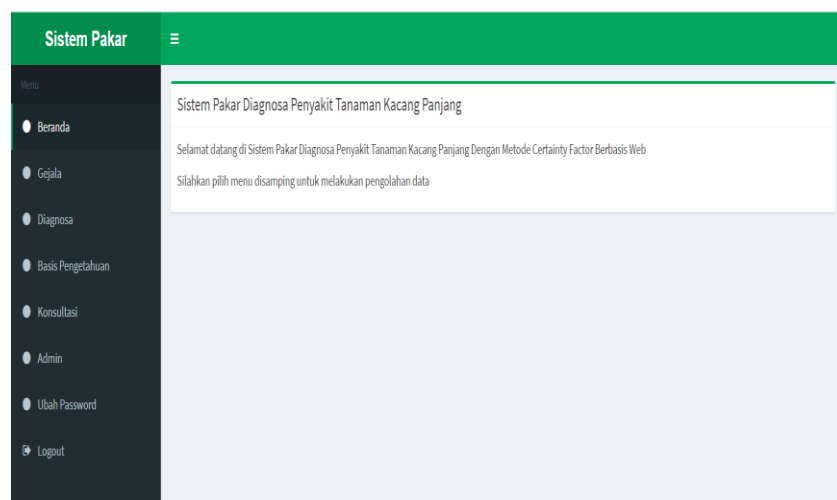 Sistem Pakar
Menu
Beranda
Gejala
Diagnosa
Basis Pengetahuan
Konsultasi
Admin
Ubah Password
Logout
Sistem Pakar Diagnosa Penyakit Tanaman Kacang Panjang
Selamat datang di Sistem Pakar Diagnosa Penyakit Tanaman Kacang Panjang Dengan Metode Certainty Factor Berbasis Web
Silahkan pilih menu disamping untuk melakukan pengolahan data